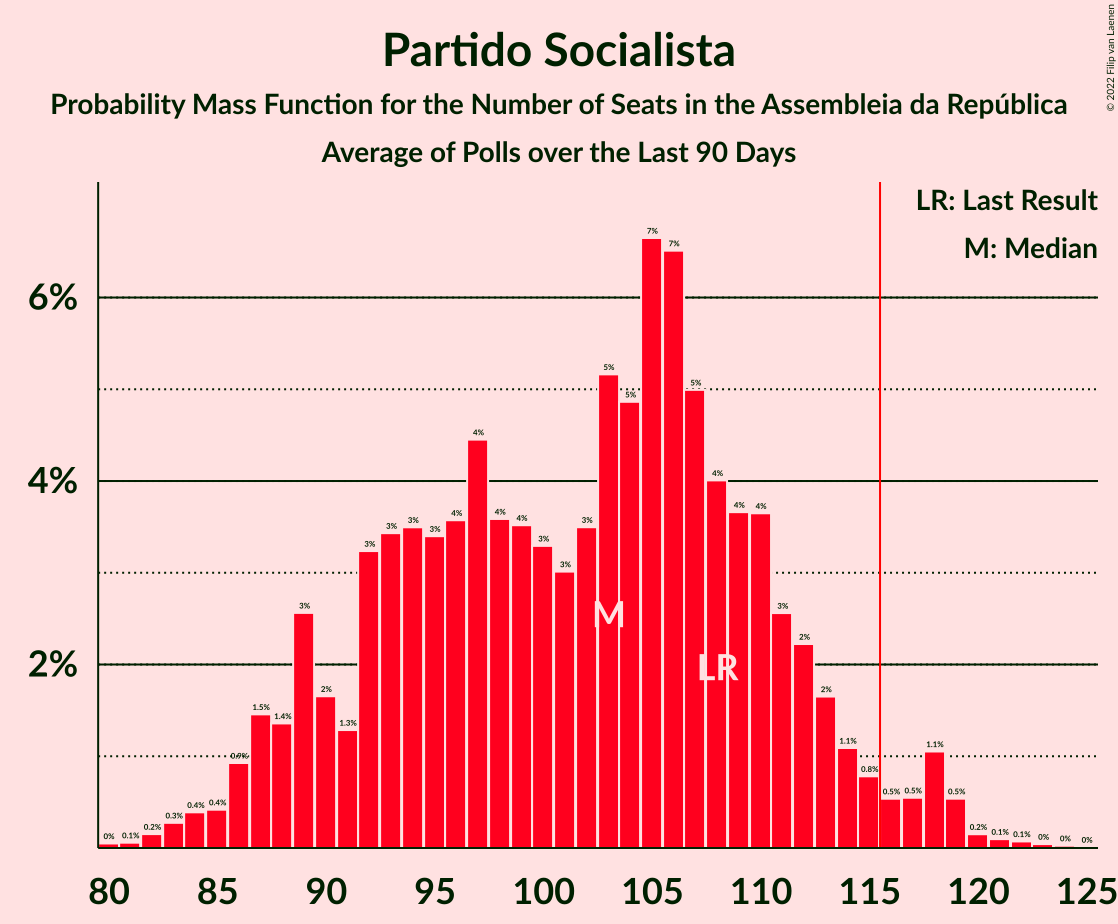 Partido Socialista
Probability Mass Function for the Number of Seats in the Assembleia da República
Average of Polls over the Last 90 Days
© 2022 Filip van Laenen
LR: Last Result
M: Median
6%
4%
2%
0% 0.1% 0.2% 0.3% 0.4% 0.4% 0.9% 1.5% 1.4% 3% 2% 1.3% 3% 3% 3% 3% 4% 4% 4% 4% 3% 3% 3% 5% 5% 7% 7% 5% 4% 4% 4% 3% 2% 2% 1.1% 0.8% 0.5% 0.5% 1.1% 0.5% 0.2% 0.1% 0.1% 0% 0% 0%
M
LR
80 85 90 95 100 105 110 115 120 125